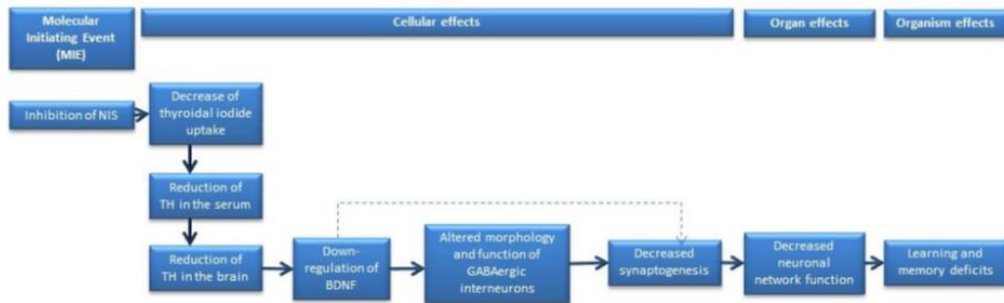 Molecular
Initiating Event
(MIE)
Cellular effects
Organ effects
Organism effects
Inhibition of NIS
Decrease of
thyroidal iodide
uptake
Reduction of
TH in the serum
Reduction of
TH in the brain
Down-
regulation of
BDNF
Altered morphology
and function of
GABAergic
interneurons
Decreased
synaptogenesis
Decreased
neuronal
network function
Learning and
memory deficits